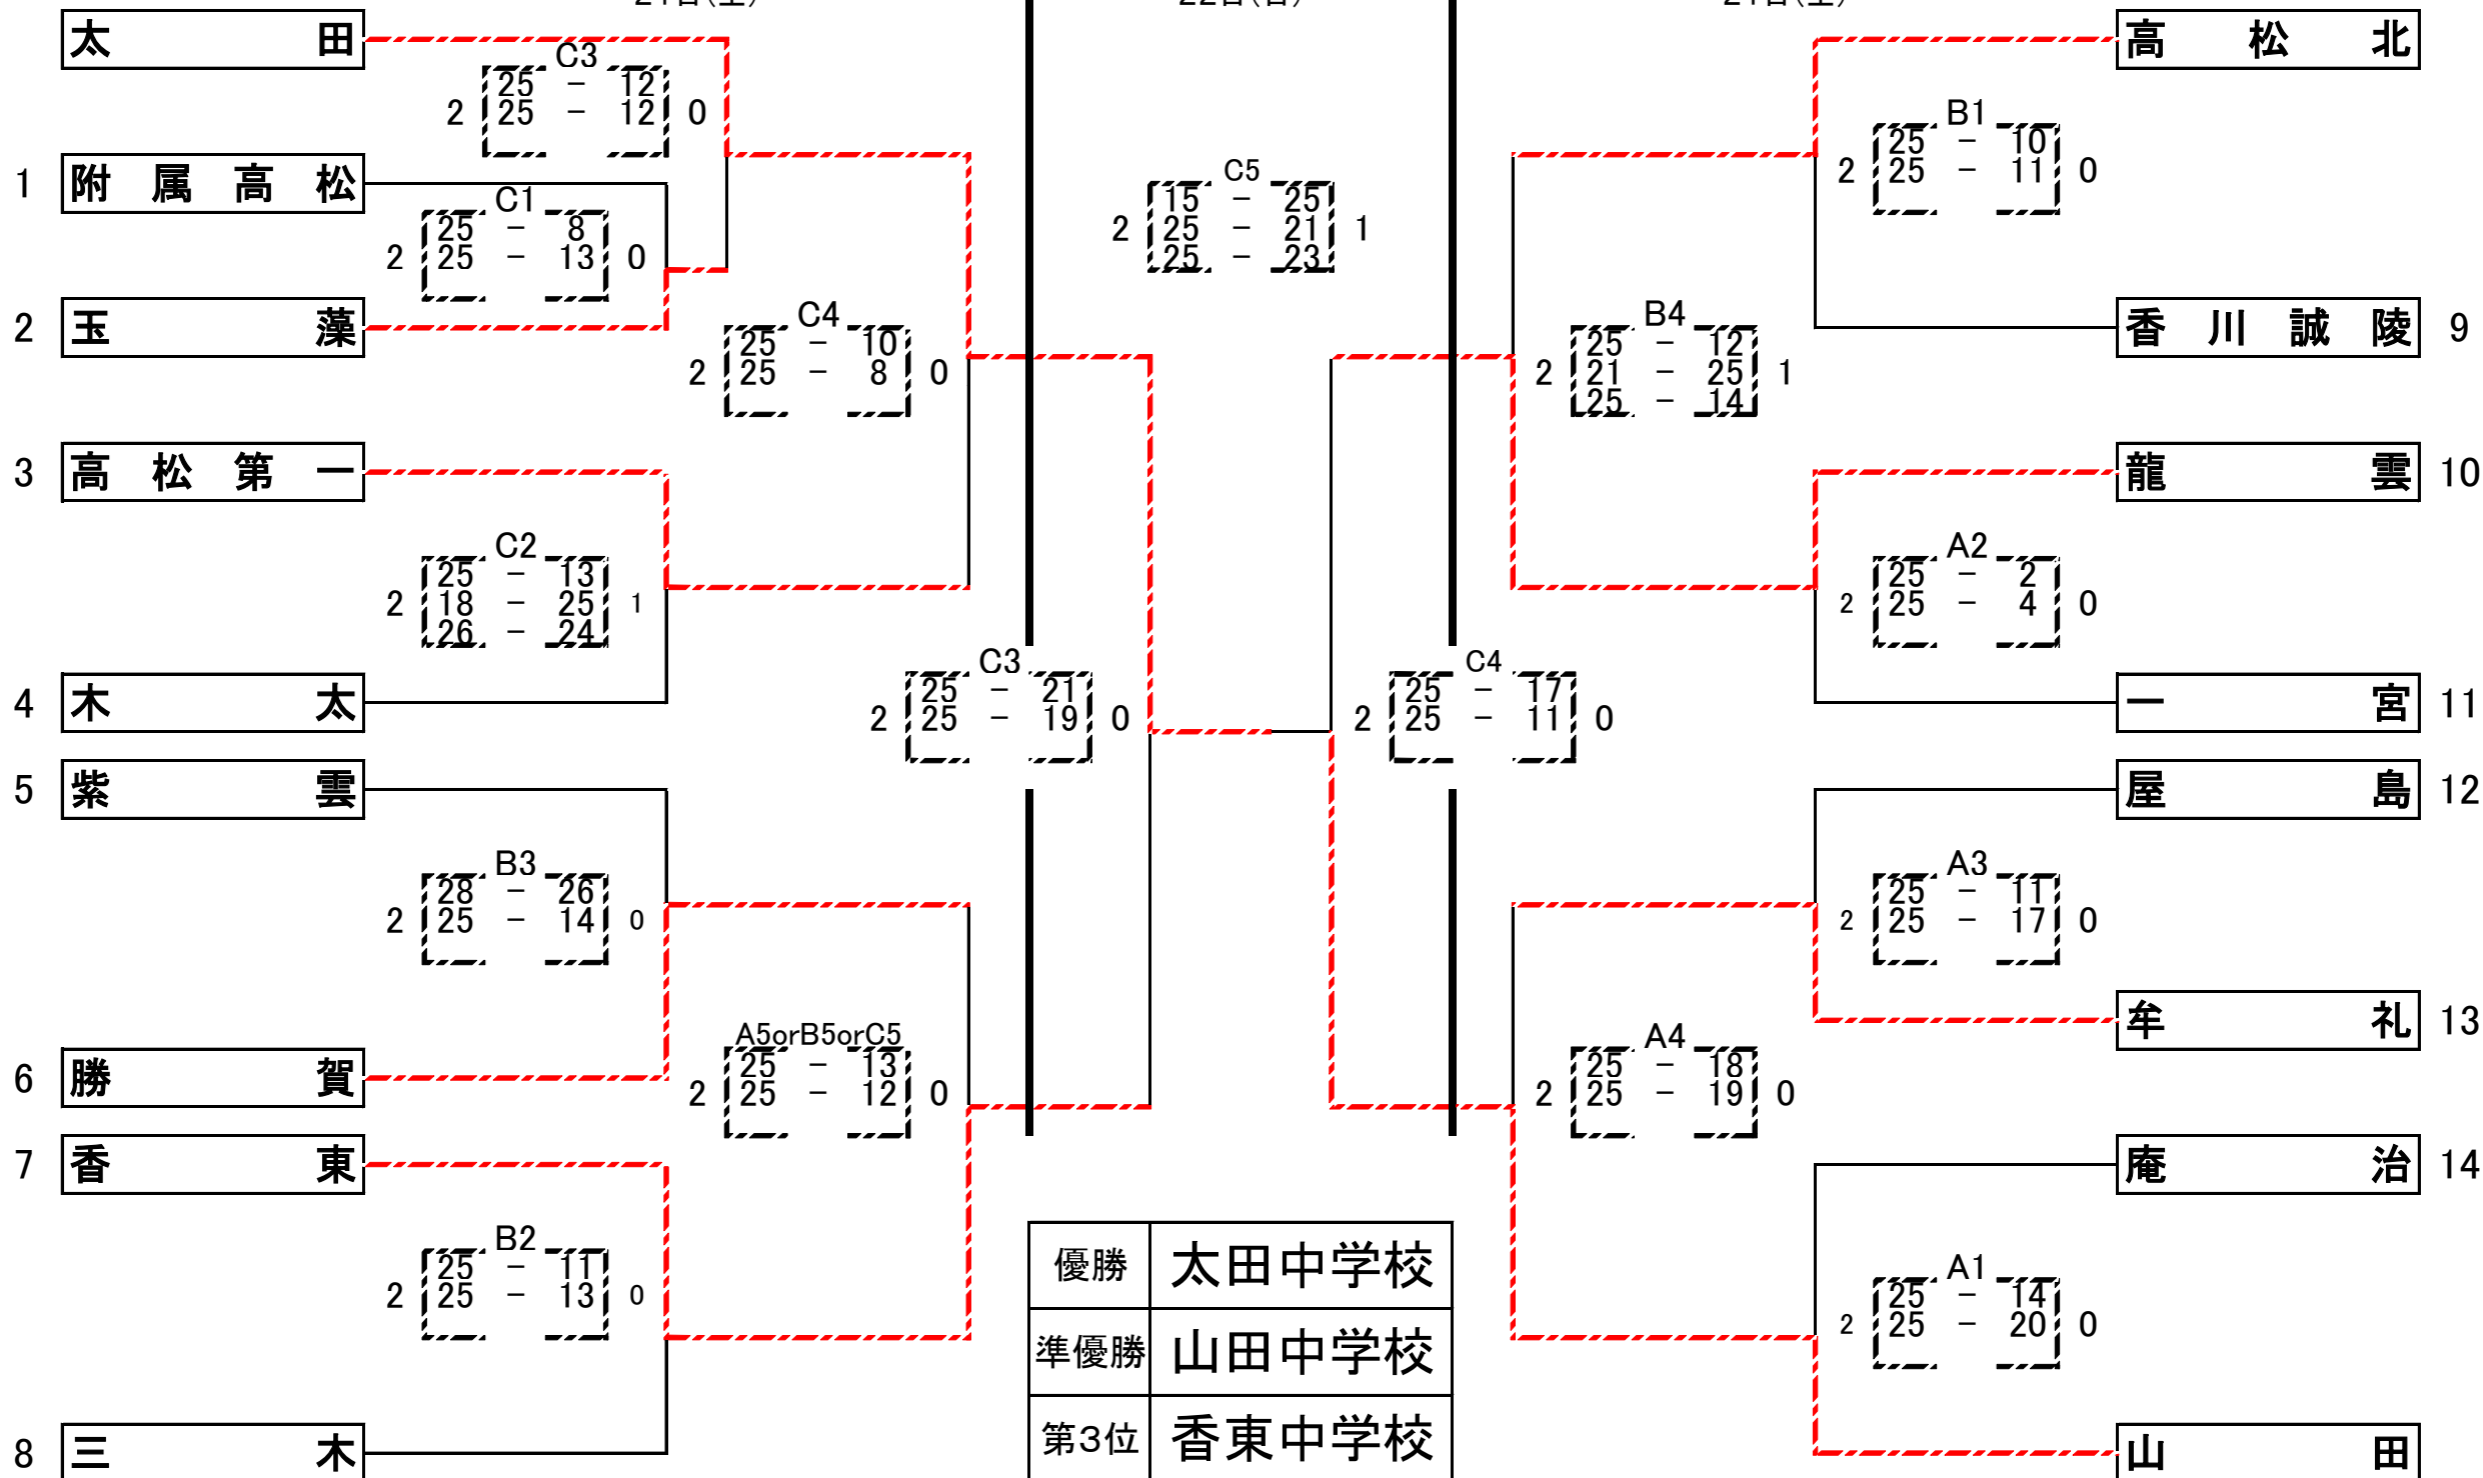 太田
高松北
C3
25 - 12
2 25 - 12 0
B1
25 - 10
2 25 - 11 0
1 附属高松
C5
15 - 25
2 25 - 21 1
25 - 23
C1
25 - 8
2 25 - 13 0
2 玉藻
香川誠陵 9
C4
25 - 10
2 25 - 8 0
B4
25 - 12
2 21 - 25 1
25 - 14
3 高松第一
龍雲 10
C2
25 - 13
2 18 - 25 1
26 - 24
A2
25 - 2
2 25 - 4 0
4 木太
一宮 11
C3
25 - 21
2 25 - 19 0
C4
25 - 17
2 25 - 11 0
5 紫雲
屋島 12
B3
28 - 26
2 25 - 14 0
A3
25 - 11
2 25 - 17 0
6 勝賀
牟礼 13
A5orB5orC5
25 - 13
2 25 - 12 0
A4
25 - 18
2 25 - 19 0
7 香東
庵治 14
B2
25 - 11
2 25 - 13 0
A1
25 - 14
2 25 - 20 0
8 三木
山田
優勝 太田中学校
準優勝 山田中学校
第3位 香東中学校